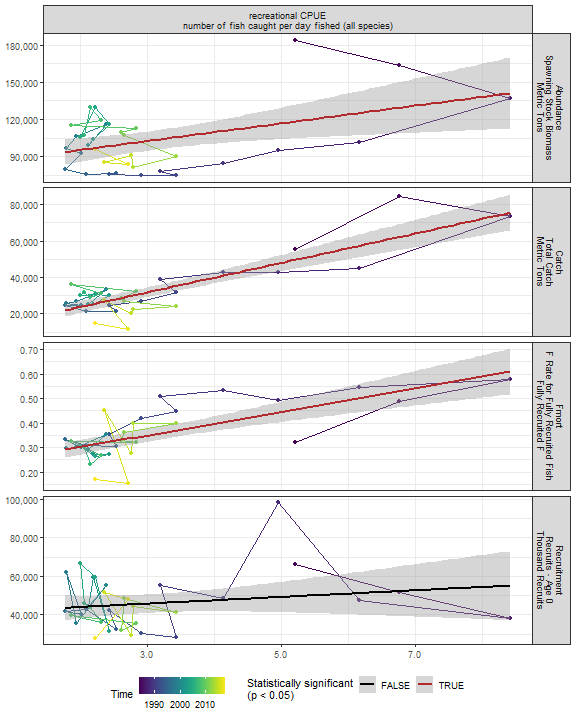 recreational CPUE
number of fish caught per day fished (all species)
180,000
150,000
120,000
90,000
Abundance
Spawning Stock Biomass
Metric Tons
80,000
60,000
40,000
20,000
Catch
Total Catch
Metric Tons
0.70
0.60
0.50
0.40
0.30
0.20
Fmort
F Rate for Fully Recruited Fish
Fully Recruited F
100,000
80,000
60,000
40,000
Recruitment
Recruits - Age 0
Thousand Recruits
3.0 5.0 7.0
Time
1990 2000 2010
Statistically significant
(p < 0.05)
FALSE
TRUE